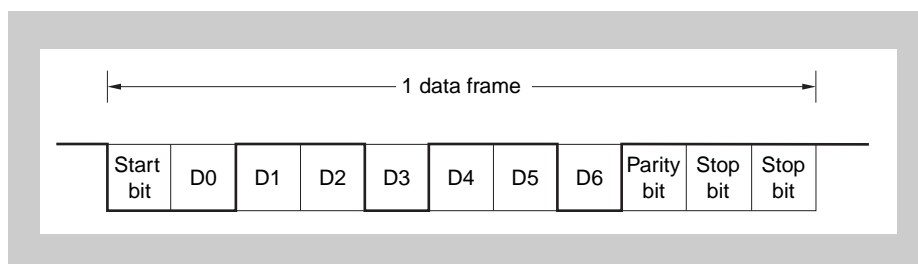 1 data frame
Start bit D0 D1 D2 D3 D4 D5 D6 Parity bit Stop bit Stop bit